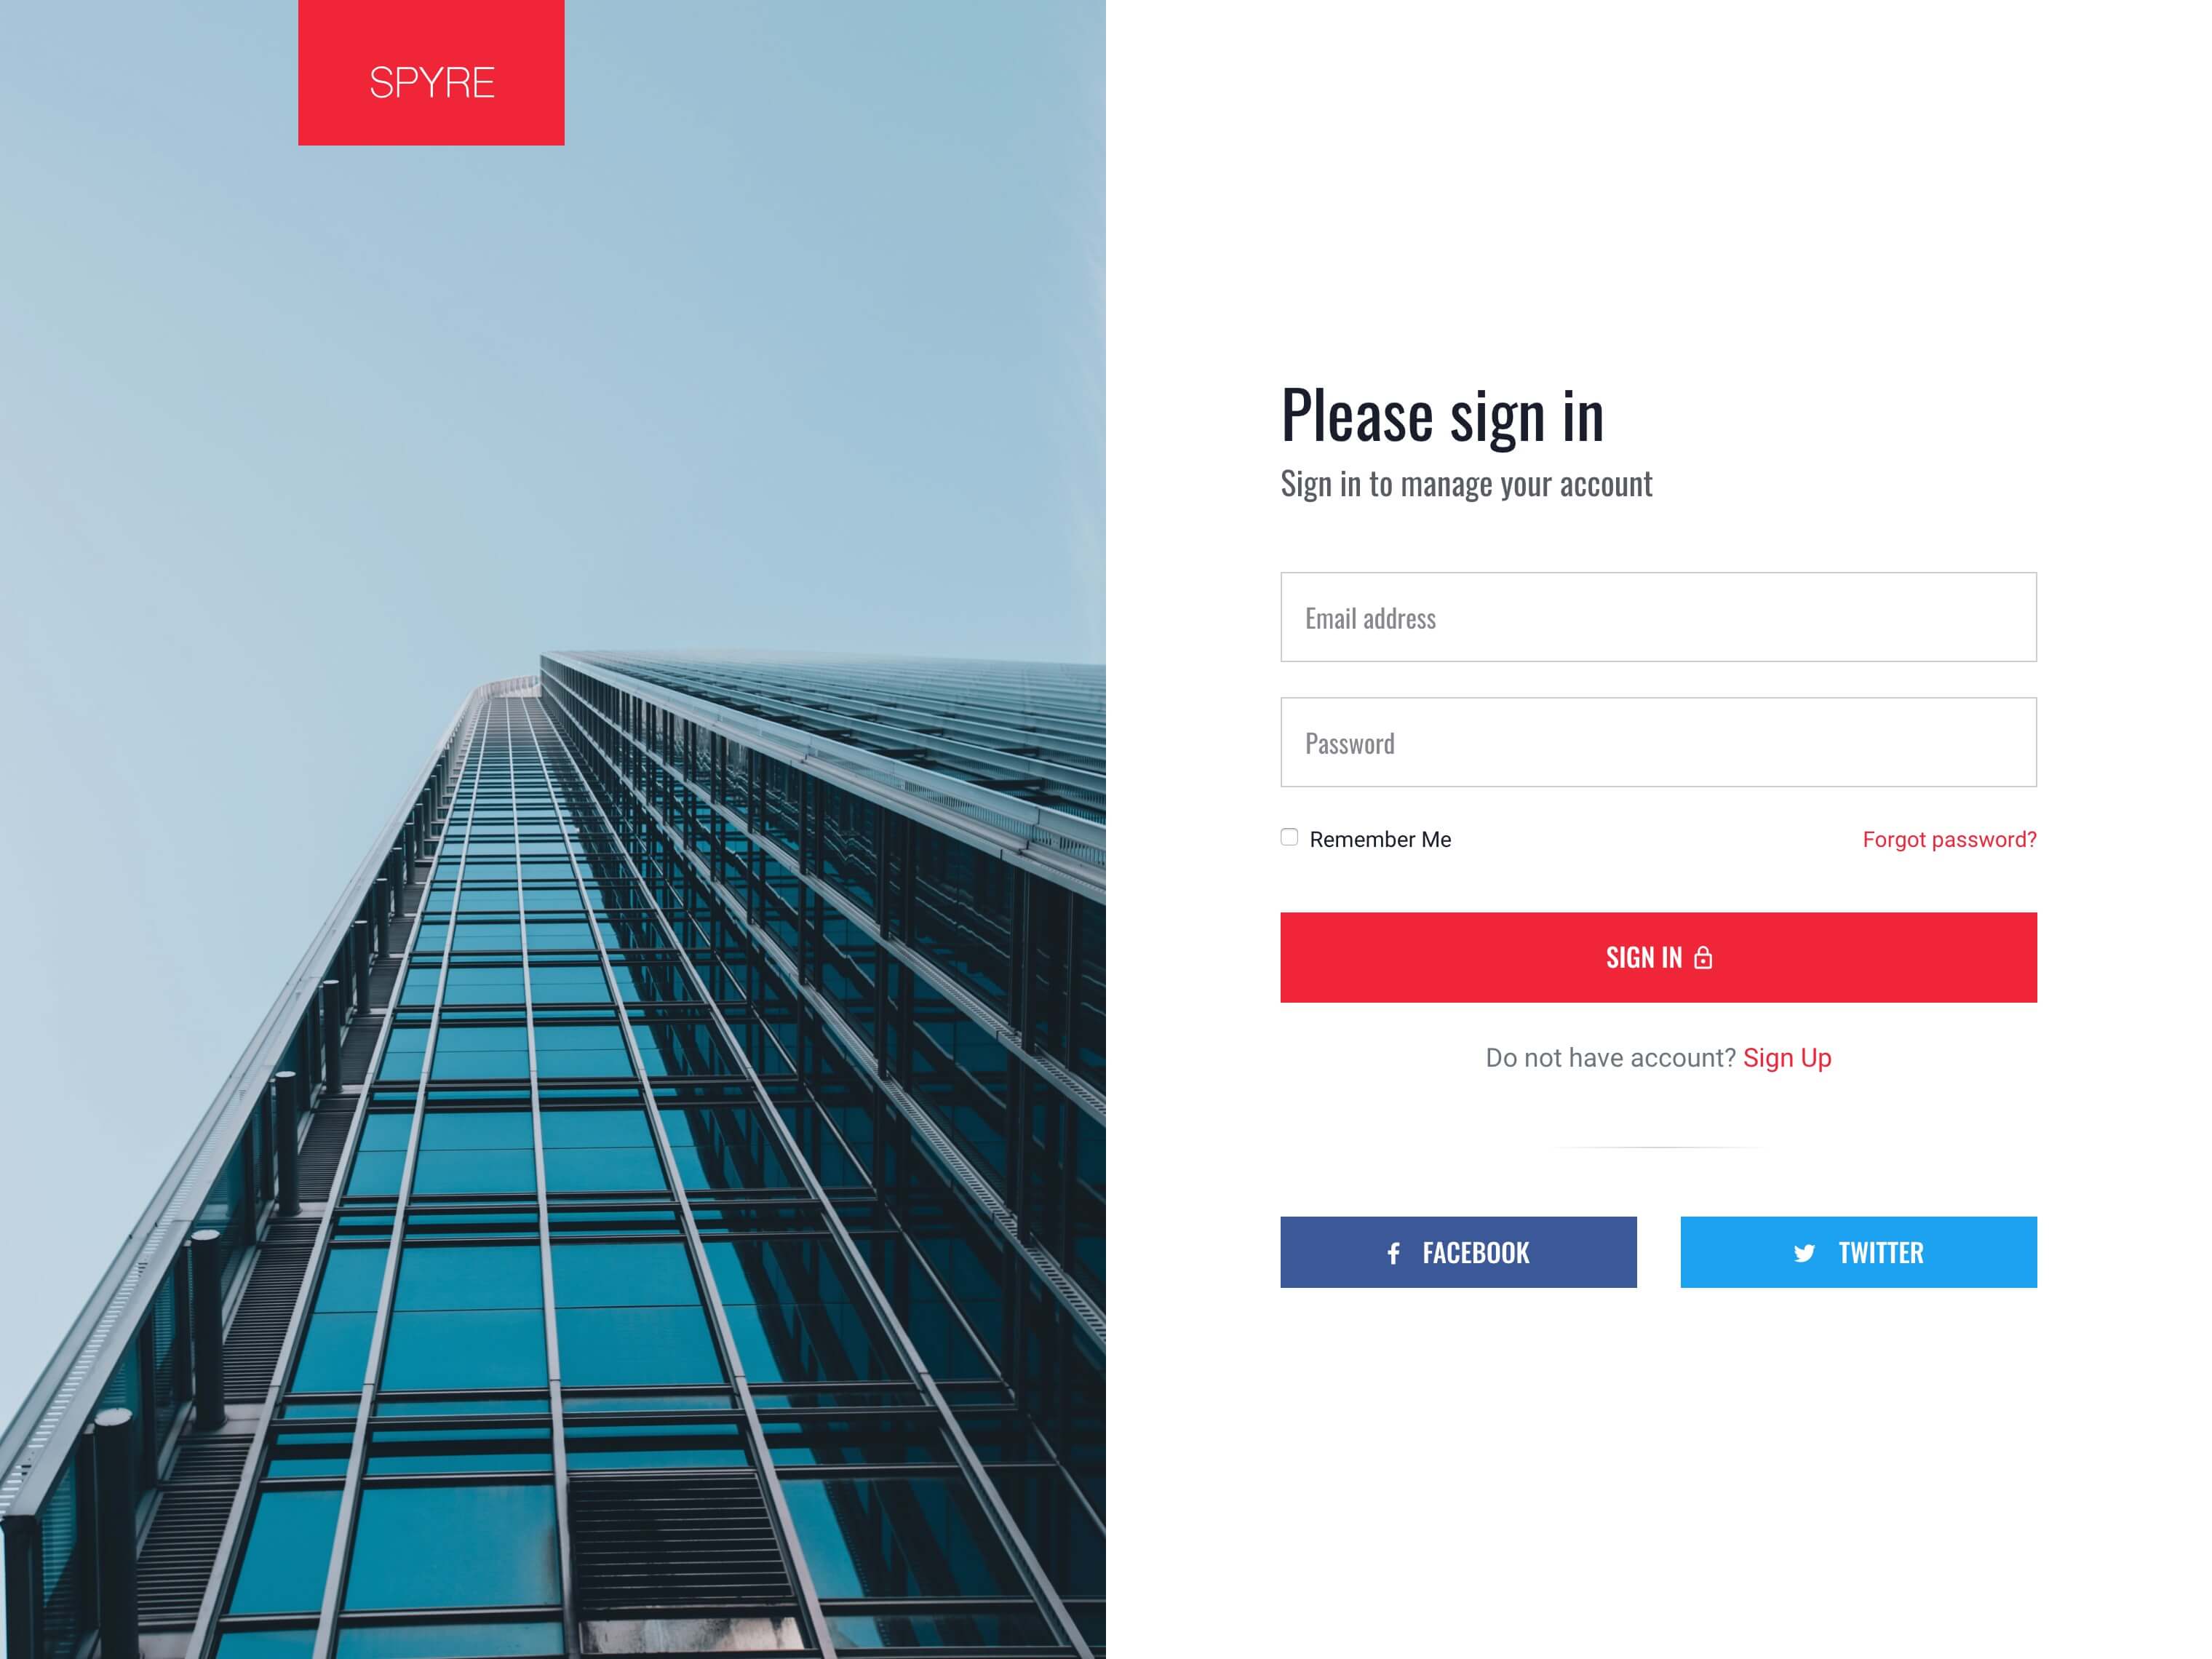 SPYRE
Please sign in
Sign in to manage your account
Email address
Password
Remember Me
Forgot password?
SIGN IN
Do not have account? Sign Up
FACEBOOK
TWITTER